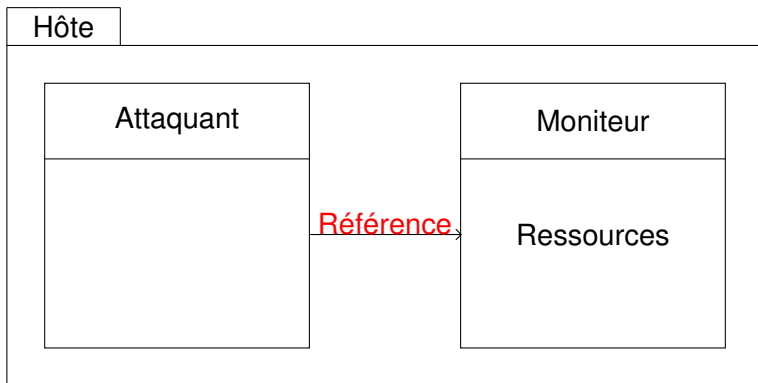 Hôte
Attaquant
Moniteur
Référence
Ressources